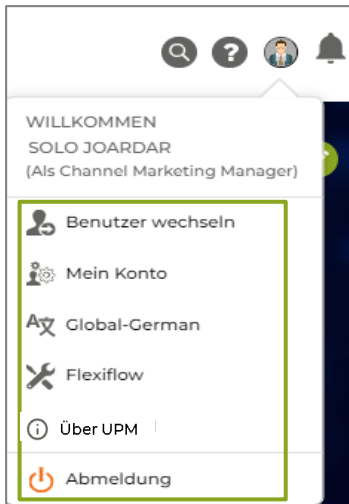 WILLKOMMEN
SOLO JOARDAR
(Als Channel Marketing Manager)
Benutzer wechseln
Mein Konto
Global-German
Flexiflow
Über UPM
Abmeldung